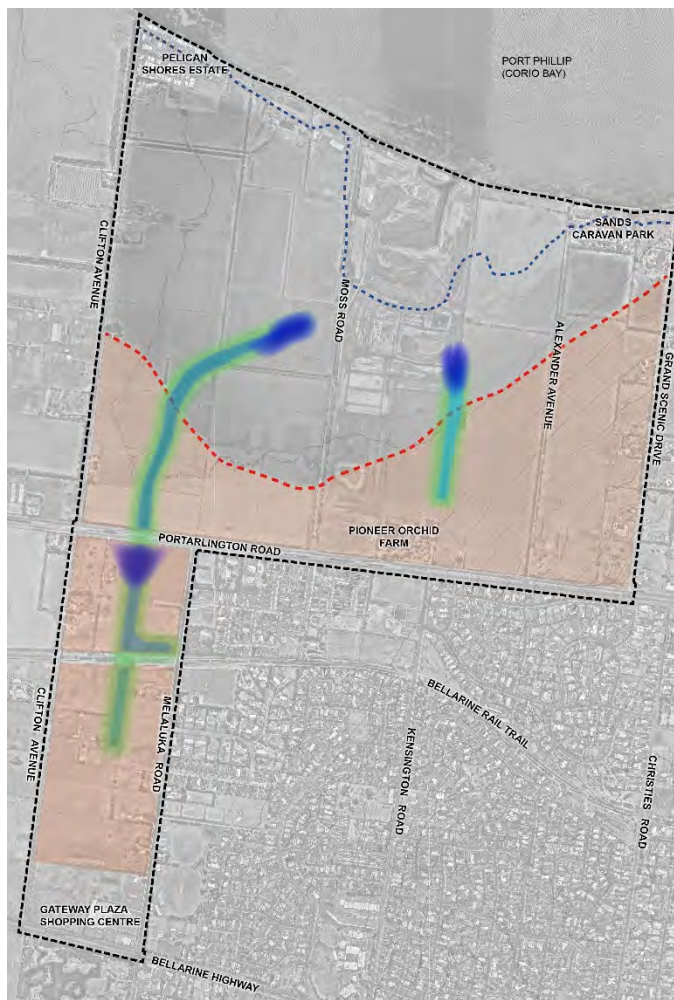 PELICAN
SHORES ESTATE
PORT PHILLIP
(CORIO BAY)
SANDS
CARAVAN PARK
CLIFTON AVENUE
MOSS ROAD
ALEXANDER AVENUE
GRAND SCENIC DRIVE
PIONEER ORCHID
FARM
PORTARLINGTON ROAD
BELLARINE RAIL TRAIL
CLIFTON AVENUE
MELALUKA ROAD
KENSINGTON ROAD
CHRISTIES ROAD
GATEWAY PLAZA
SHOPPING CENTRE
BELLARINE HIGHWAY